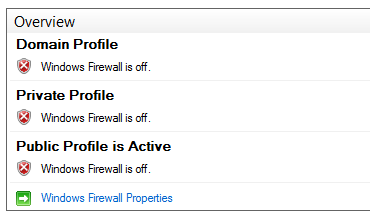 Overview
Domain Profile
Windows Firewall is off.
Private Profile
Windows Firewall is off.
Public Profile is Active
Windows Firewall is off.
Windows Firewall Properties